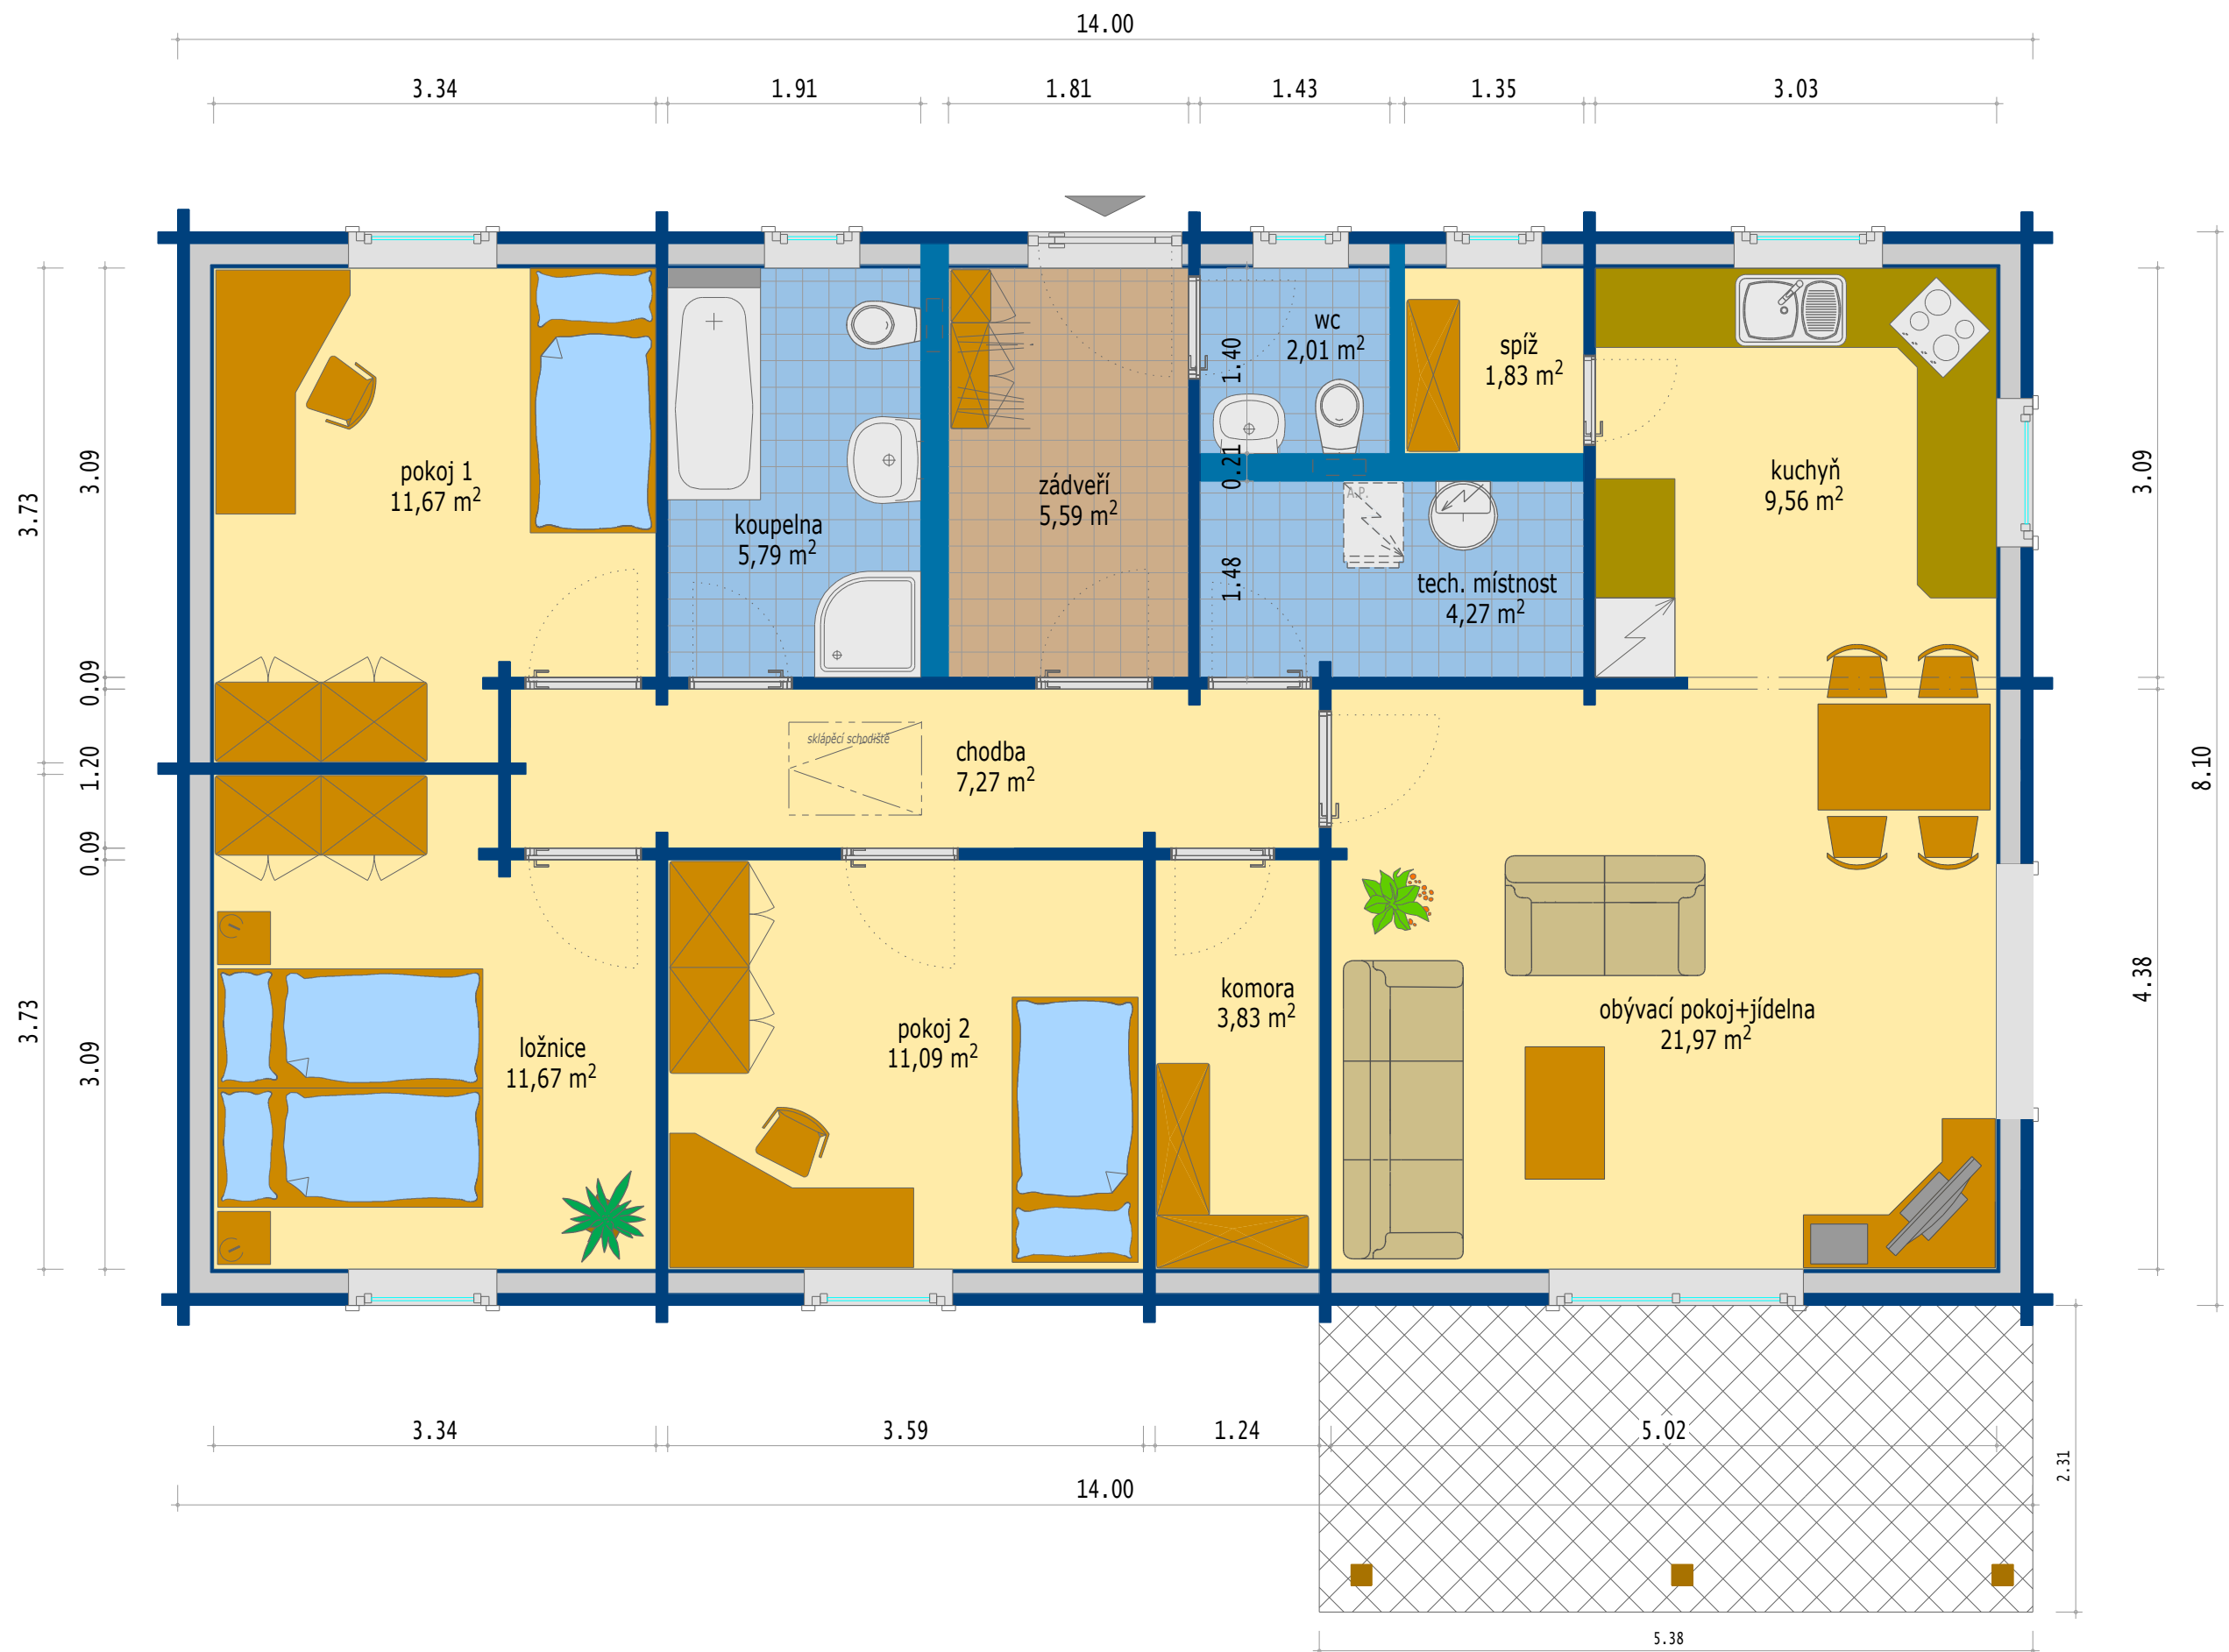 14.00
3.34
1.91
1.81
1.43
1.35
3.03
wc
2,01 m²
1.40
spíž
1,83 m²
pokoj 1
11,67 m²
3.09
3.73
koupelna
5,79 m²
zádveří
5,59 m²
0.21
A.P.
kuchyň
9,56 m²
3.09
1.48
tech. místnost
4,27 m²
0.09
1.20
0.09
sklápěcí schodiště
chodba
7,27 m²
8.10
komora
3,83 m²
4.38
obývací pokoj+jídelna
21,97 m²
3.73
3.09
ložnice
11,67 m²
pokoj 2
11,09 m²
3.34
3.59
1.24
5.02
2.31
14.00
5.38